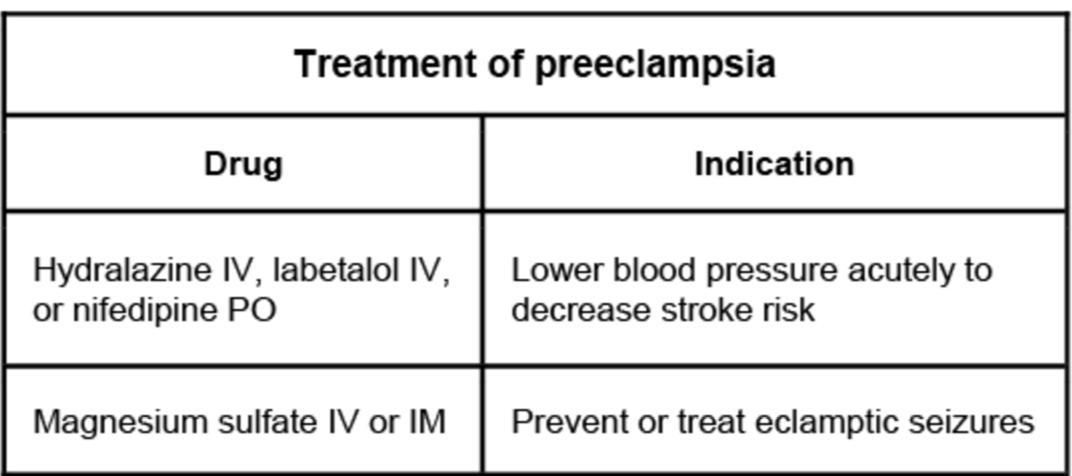 Treatment of preeclampsia
Drug
Indication
Hydralazine IV, labetalol IV,
or nifedipine PO
Lower blood pressure acutely to
decrease stroke risk
Magnesium sulfate IV or IM
Prevent or treat eclamptic seizures